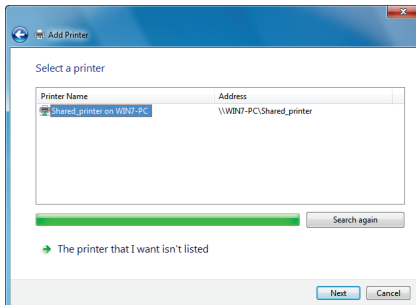 Add Printer
Select a printer
Printer Name Address
Shared_printer on WIN7-PC \\WIN7-PC\Shared_printer
Search again
The printer that I want isn't listed
Next Cancel